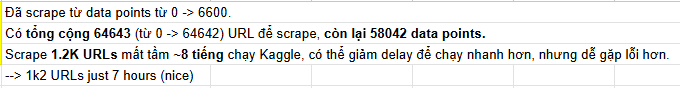 Đã scrape từ data points từ 0 -> 6600.
Có tổng cộng 64643 (từ 0 -> 64642) URL để scrape, còn lại 58042 data points.
Scrape 1.2K URLs mất tầm ~8 tiếng chạy Kaggle, có thể giảm delay để chạy nhanh hơn, nhưng dễ gặp lỗi hơn.
--> 1k2 URLs just 7 hours (nice)